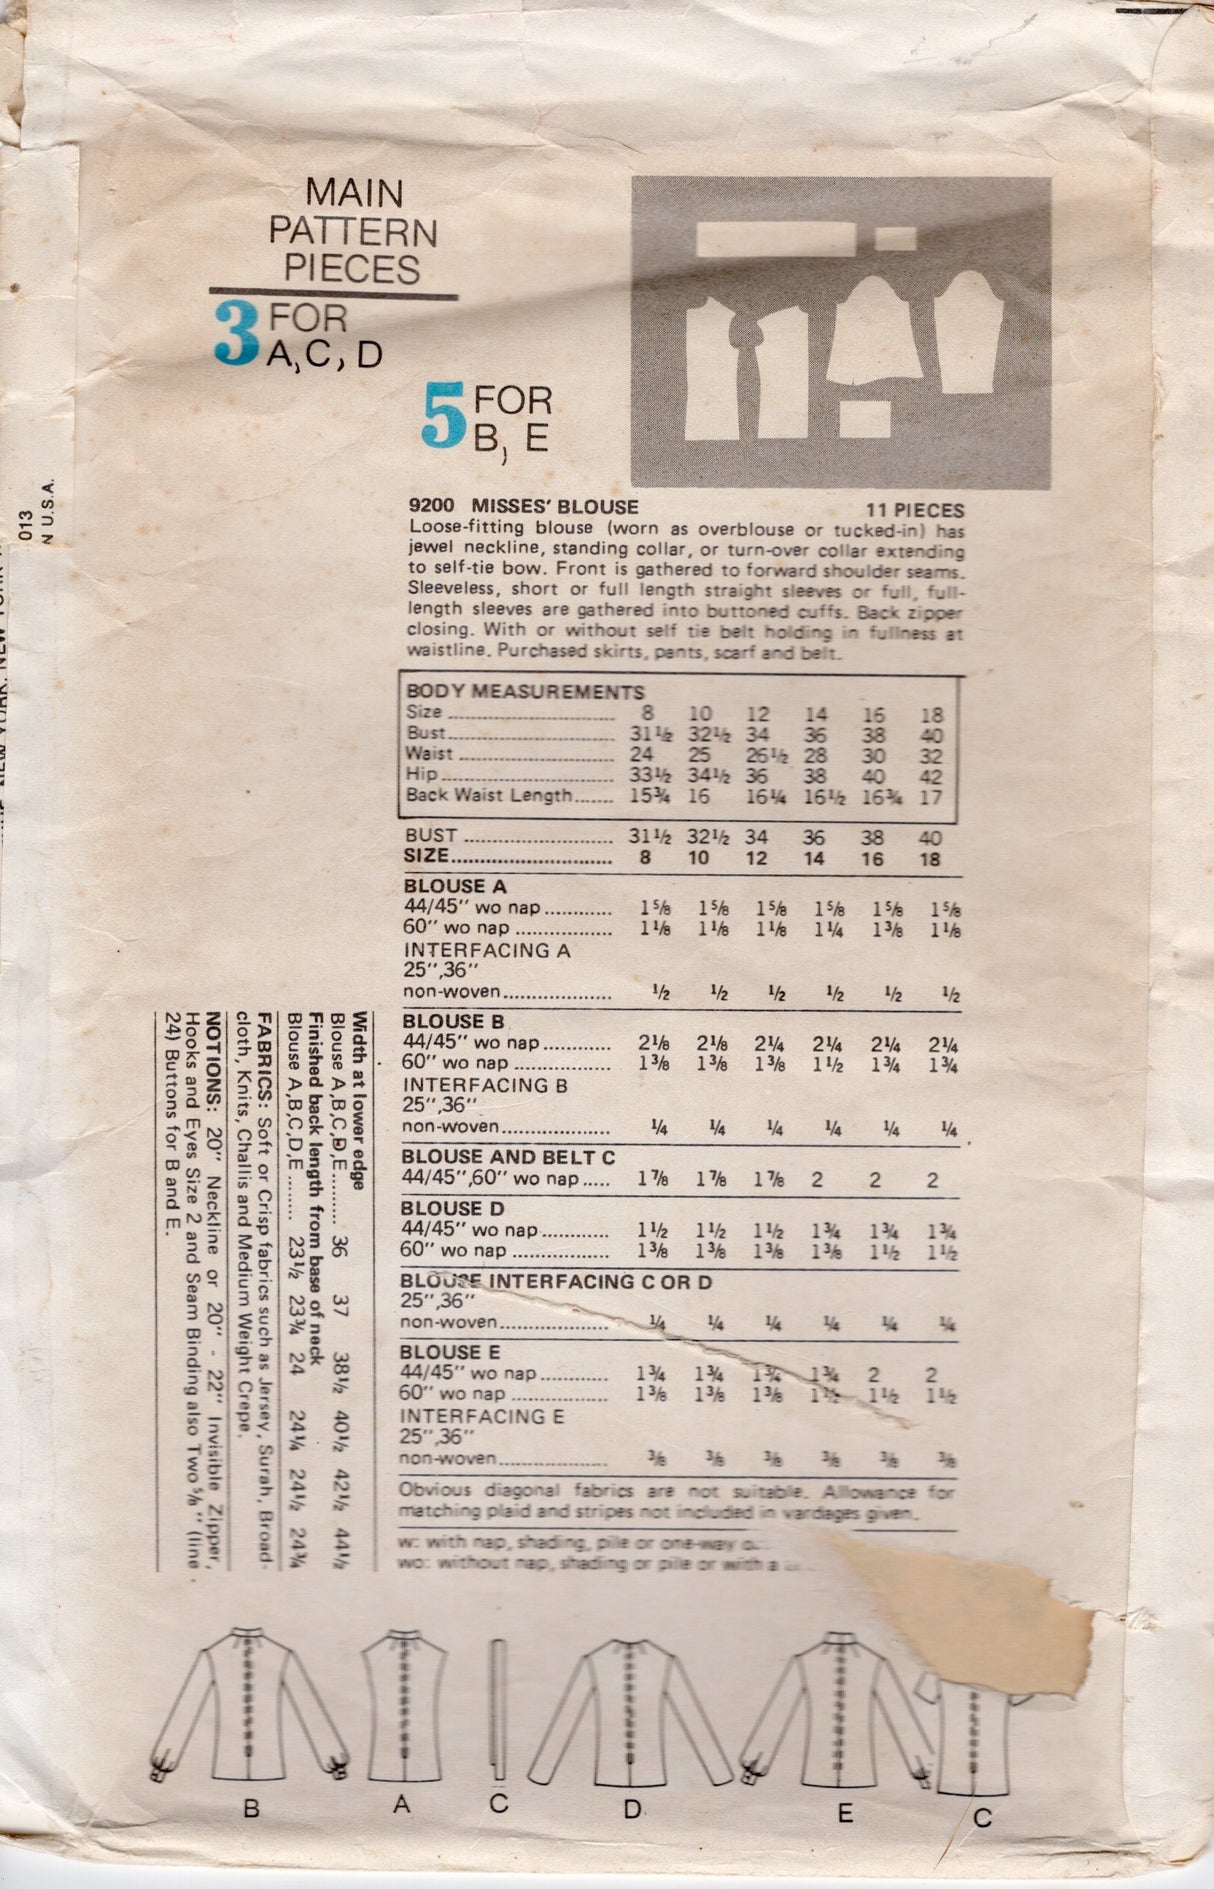 MAIN
PATTERN
PIECES
3 FOR
A, C, D
5 FOR
B, E
013
N U.S.A.
9200 MISSES' BLOUSE 11 PIECES
Loose-fitting blouse (worn as overblouse or tucked-in) has
jewel neckline, standing collar, or turn-over collar extending
to self-tie bow. Front is gathered to forward shoulder seams.
Sleeveless, short or full length straight sleeves or full, full-
length sleeves are gathered into buttoned cuffs. Back zipper
closing. With or without self tie belt holding in fullness at
waistline. Purchased skirts, pants, scarf and belt.
BODY MEASUREMENTS
Size 8 10 12 14 16 18
Bust 31½ 32½ 34 36 38 40
Waist 24 25 26½ 28 30 32
Hip 33½ 34½ 36 38 40 42
Back Waist Length 15¾ 16 16¼ 16½ 16¾ 17
BUST 31½ 32½ 34 36 38 40
SIZE 8 10 12 14 16 18
BLOUSE A
44/45" wo nap 1⅝ 1⅝ 1⅝ 1⅝ 1⅝ 1⅝
60" wo nap 1⅛ 1⅛ 1⅛ 1¼ 1⅜ 1⅛
INTERFACING A
25",36"
non-woven ½ ½ ½ ½ ½ ½
BLOUSE B
44/45" wo nap 2⅛ 2⅛ 2¼ 2¼ 2¼ 2¼
60" wo nap 1⅜ 1⅜ 1⅜ 1½ 1¾ 1¾
INTERFACING B
25",36"
non-woven ¼ ¼ ¼ ¼ ¼ ¼
BLOUSE AND BELT C
44/45",60" wo nap 1⅞ 1⅞ 1⅞ 2 2 2
BLOUSE D
44/45" wo nap 1½ 1½ 1½ 1¾ 1¾ 1¾
60" wo nap 1⅜ 1⅜ 1⅜ 1⅜ 1½ 1½
BLOUSE INTERFACING C OR D
25",36"
non-woven ¼ ¼ ¼ ¼ ¼ ¼
BLOUSE E
44/45" wo nap 1¾ 1¾ 1¾ 1¾ 2 2
60" wo nap 1⅜ 1⅜ 1⅜ 1½ 1½ 1½
INTERFACING E
25",36"
non-woven ⅜ ⅜ ⅜ ⅜ ⅜ ⅜
Obvious diagonal fabrics are not suitable. Allowance for
matching plaid and stripes not included in yardages given.
w: with nap, shading, pile or one-way
wo: without nap, shading or pile or with a
Width at lower edge
Blouse A,B,C,D,E 36 37 38½ 40½ 42½ 44½
Finished back length from base of neck
Blouse A,B,C,D,E 23½ 23¾ 24 24¼ 24½ 24¾
FABRICS: Soft or Crisp fabrics such as Jersey, Surah, Broad-
cloth, Knits, Challis and Medium Weight Crepe.
NOTIONS: 20" Neckline or 20" - 22" Invisible Zipper,
Hooks and Eyes Size 2 and Seam Binding also Two ⅝" (line
24) Buttons for B and E.
B A C D E C